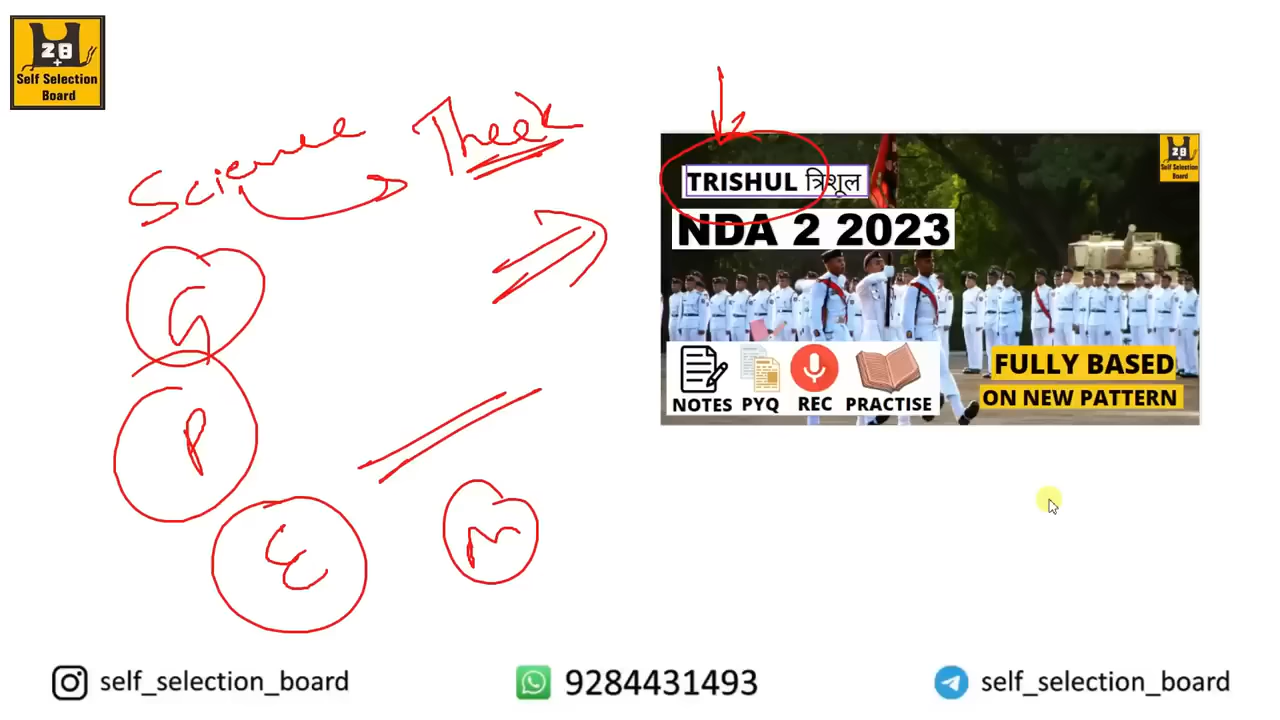 28
+
Self Selection
Board
Science
Theek
G
P
E
M
TRISHUL त्रिशूल
NDA 2 2023
28
+
Self Selection
Board
NOTES PYQ REC PRACTISE
FULLY BASED
ON NEW PATTERN
self_selection_board
9284431493
self_selection_board